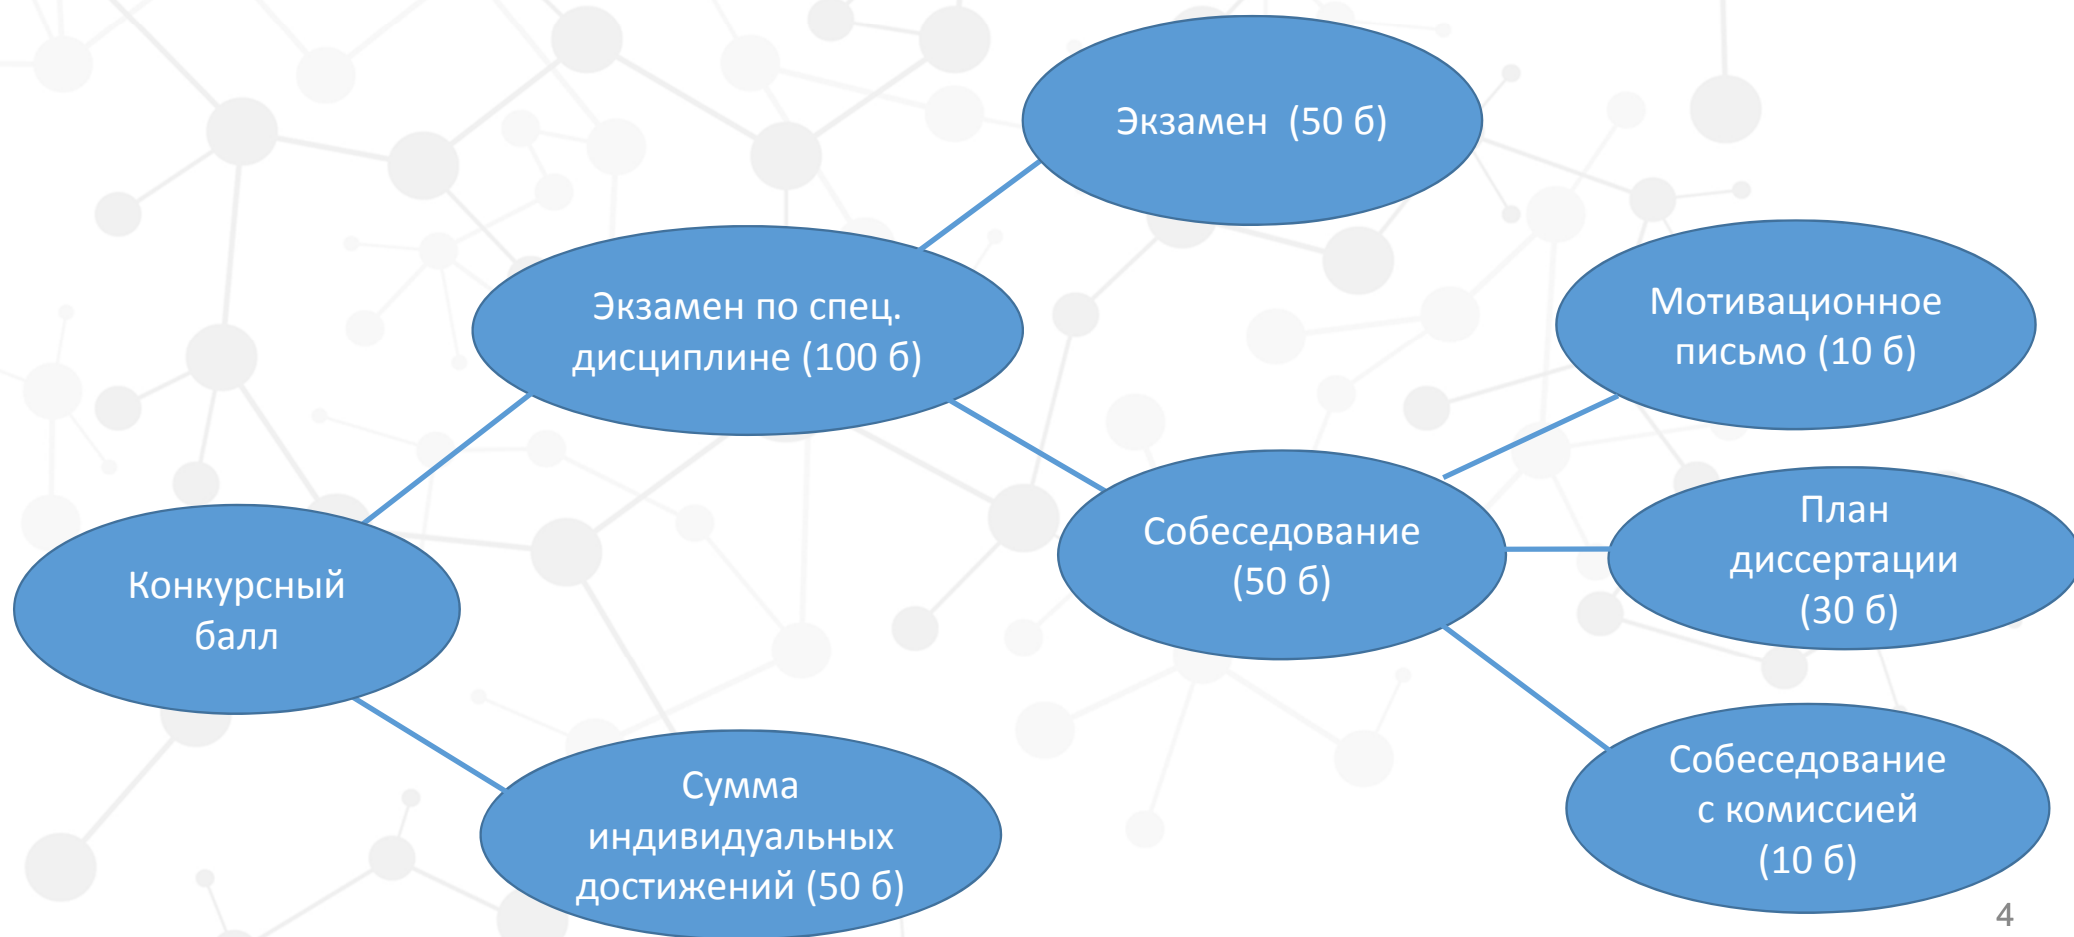 Экзамен (50 б)
Экзамен по спец.
дисциплине (100 б)
Мотивационное
письмо (10 б)
Собеседование
(50 б)
План
диссертации
(30 б)
Конкурсный
балл
Сумма
индивидуальных
достижений (50 б)
Собеседование
с комиссией
(10 б)
4